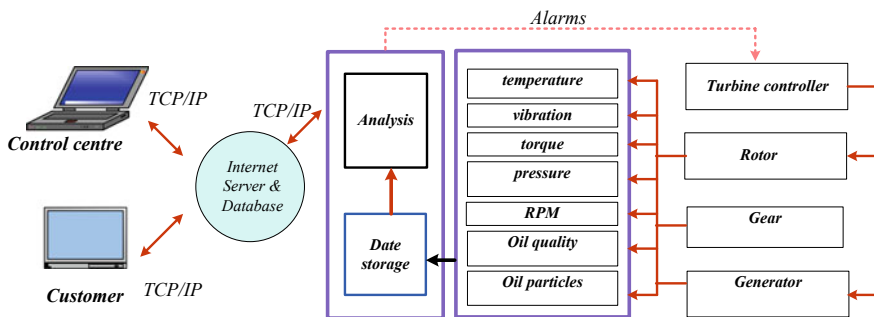 Alarms
TCP/IP
Control centre
TCP/IP
Internet
Server &
Database
Customer
TCP/IP
Analysis
Date
storage
temperature
vibration
torque
pressure
RPM
Oil quality
Oil particles
Turbine controller
Rotor
Gear
Generator